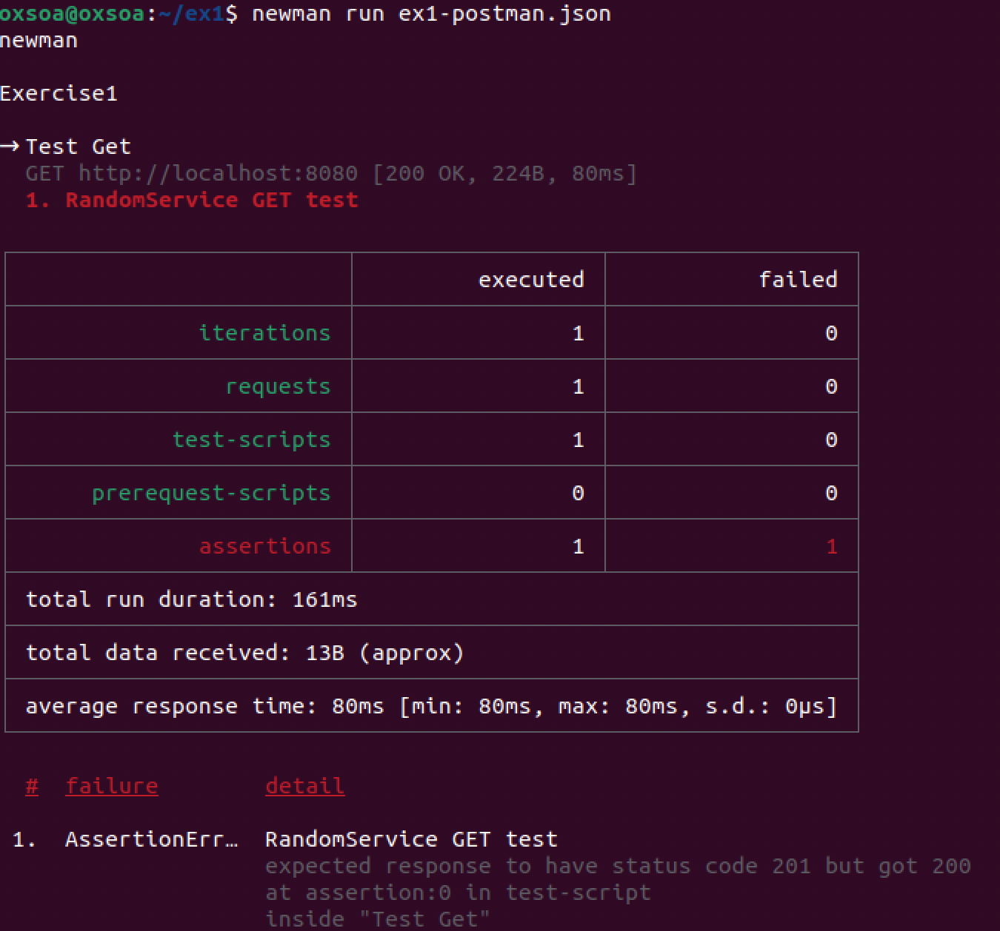 oxsoa@oxsoa:~/ex1$ newman run ex1-postman.json
newman
Exercise1
→ Test Get
GET http://localhost:8080 [200 OK, 224B, 80ms]
1. RandomService GET test
executed failed
iterations 1 0
requests 1 0
test-scripts 1 0
prerequest-scripts 0 0
assertions 1 1
total run duration: 161ms
total data received: 13B (approx)
average response time: 80ms [min: 80ms, max: 80ms, s.d.: 0µs]
# failure detail
1. AssertionErr… RandomService GET test
expected response to have status code 201 but got 200
at assertion:0 in test-script
inside "Test Get"